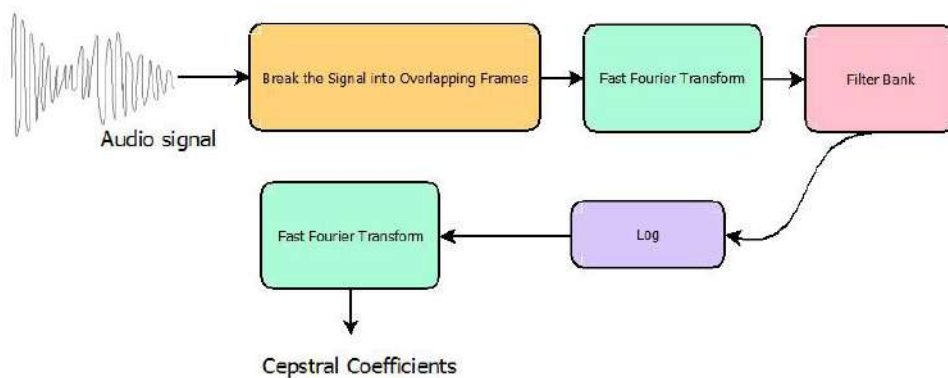 Break the Signal into Overlapping Frames
Fast Fourier Transform
Filter Bank
Audio signal
Fast Fourier Transform
Log
Cepstral Coefficients